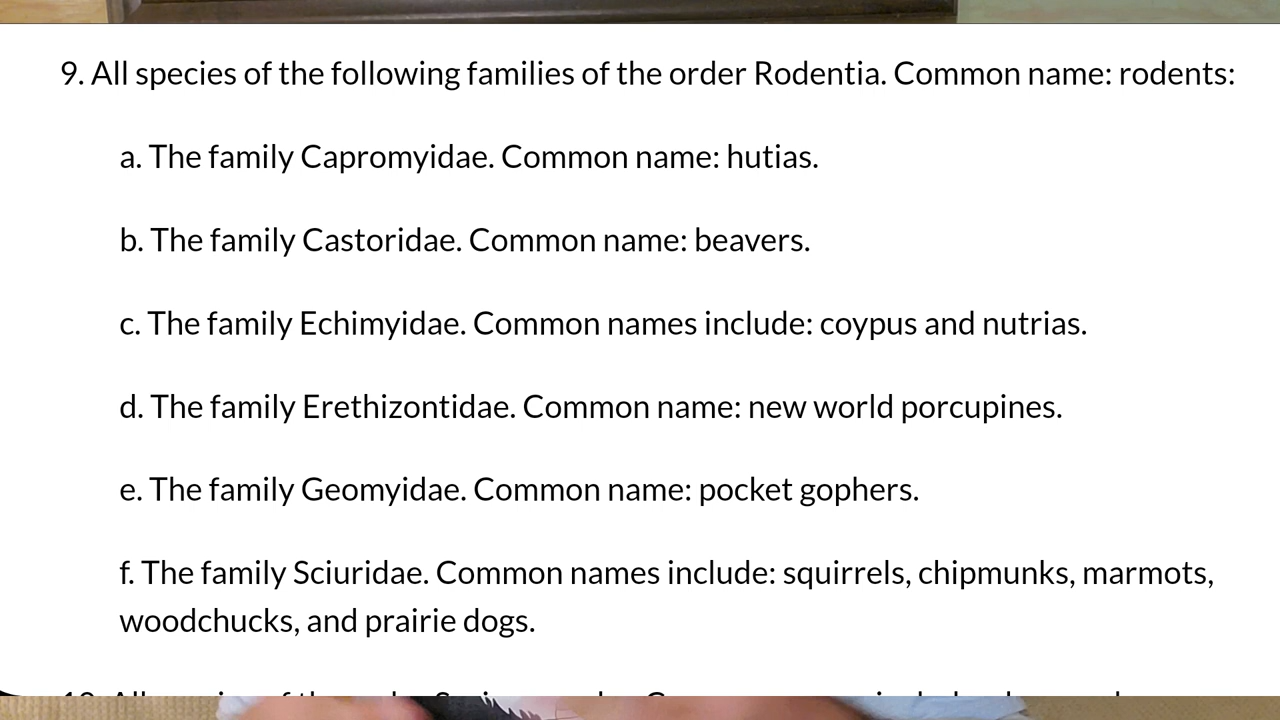 9. All species of the following families of the order Rodentia. Common name: rodents:
a. The family Capromyidae. Common name: hutias.
b. The family Castoridae. Common name: beavers.
c. The family Echimyidae. Common names include: coypus and nutrias.
d. The family Erethizontidae. Common name: new world porcupines.
e. The family Geomyidae. Common name: pocket gophers.
f. The family Sciuridae. Common names include: squirrels, chipmunks, marmots,
woodchucks, and prairie dogs.